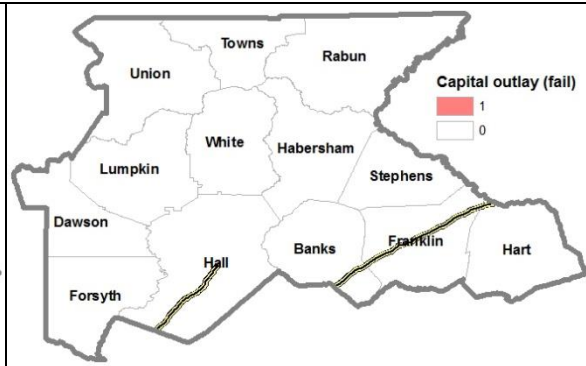 Towns
Rabun
Union
Capital outlay (fail)
1
0
White
Habersham
Lumpkin
Stephens
Dawson
Hall
Banks
Franklin
Hart
Forsyth